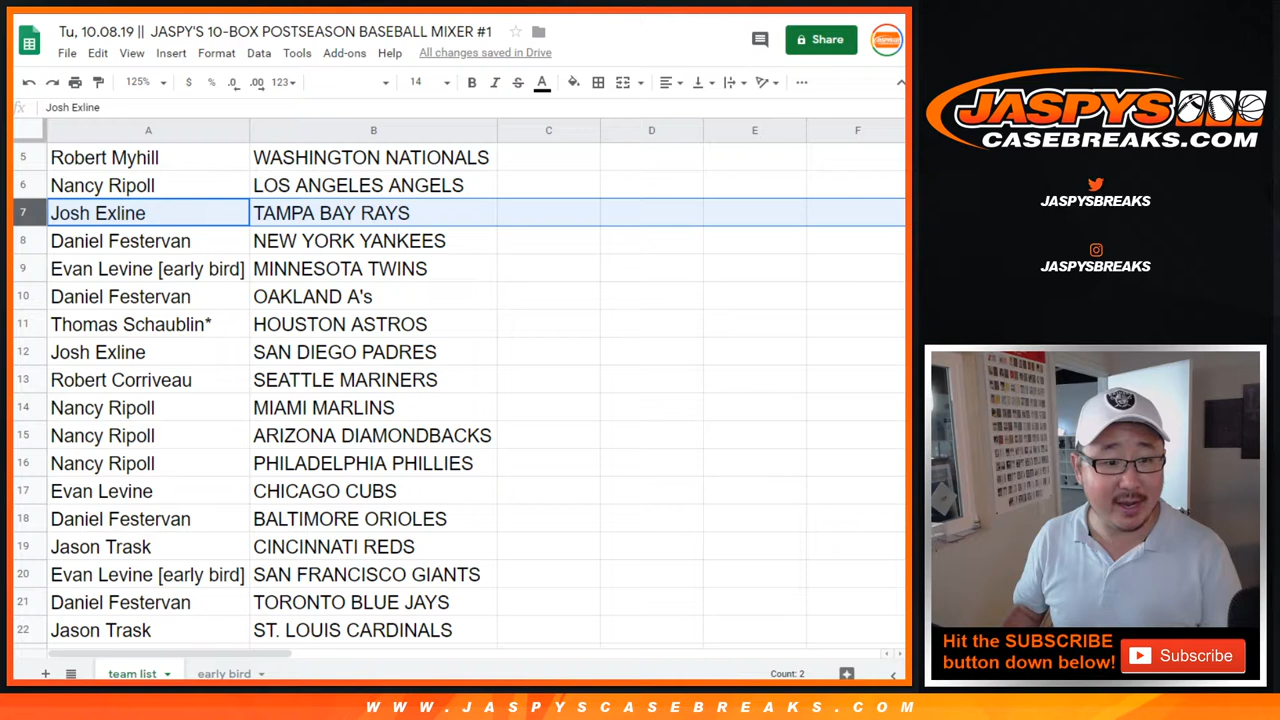 Tu, 10.08.19 || JASPY'S 10-BOX POSTSEASON BASEBALL MIXER #1
File Edit View Insert Format Data Tools Add-ons Help All changes saved in Drive
Share
125% $ % .0 .00 123 14 B I S A
fx Josh Exline
A B C D E F
5 Robert Myhill WASHINGTON NATIONALS
6 Nancy Ripoll LOS ANGELES ANGELS
7 Josh Exline TAMPA BAY RAYS
8 Daniel Festervan NEW YORK YANKEES
9 Evan Levine [early bird] MINNESOTA TWINS
10 Daniel Festervan OAKLAND A's
11 Thomas Schaublin* HOUSTON ASTROS
12 Josh Exline SAN DIEGO PADRES
13 Robert Corriveau SEATTLE MARINERS
14 Nancy Ripoll MIAMI MARLINS
15 Nancy Ripoll ARIZONA DIAMONDBACKS
16 Nancy Ripoll PHILADELPHIA PHILLIES
17 Evan Levine CHICAGO CUBS
18 Daniel Festervan BALTIMORE ORIOLES
19 Jason Trask CINCINNATI REDS
20 Evan Levine [early bird] SAN FRANCISCO GIANTS
21 Daniel Festervan TORONTO BLUE JAYS
22 Jason Trask ST. LOUIS CARDINALS
team list early bird Count: 2
JASPYS
CASEBREAKS.COM
JASPYSBREAKS
JASPYSBREAKS
Hit the SUBSCRIBE
button down below!
Subscribe
WWW.JASPYSCASEBREAKS.COM